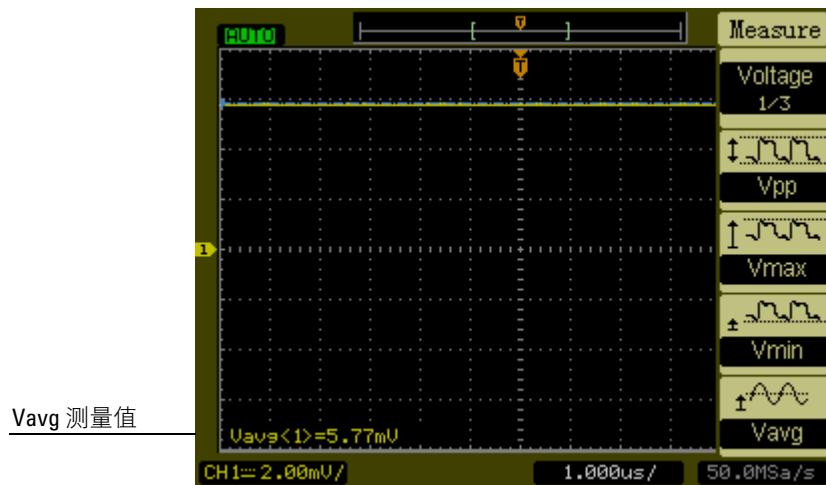 AUTO
T
T
Measure
Voltage
1/3
Vpp
Vmax
1
Vmin
Vavg
Vavg 测量值
Vavg<1>=5.77mV
CH1 2.00mV/
1.000us/
50.0MSa/s